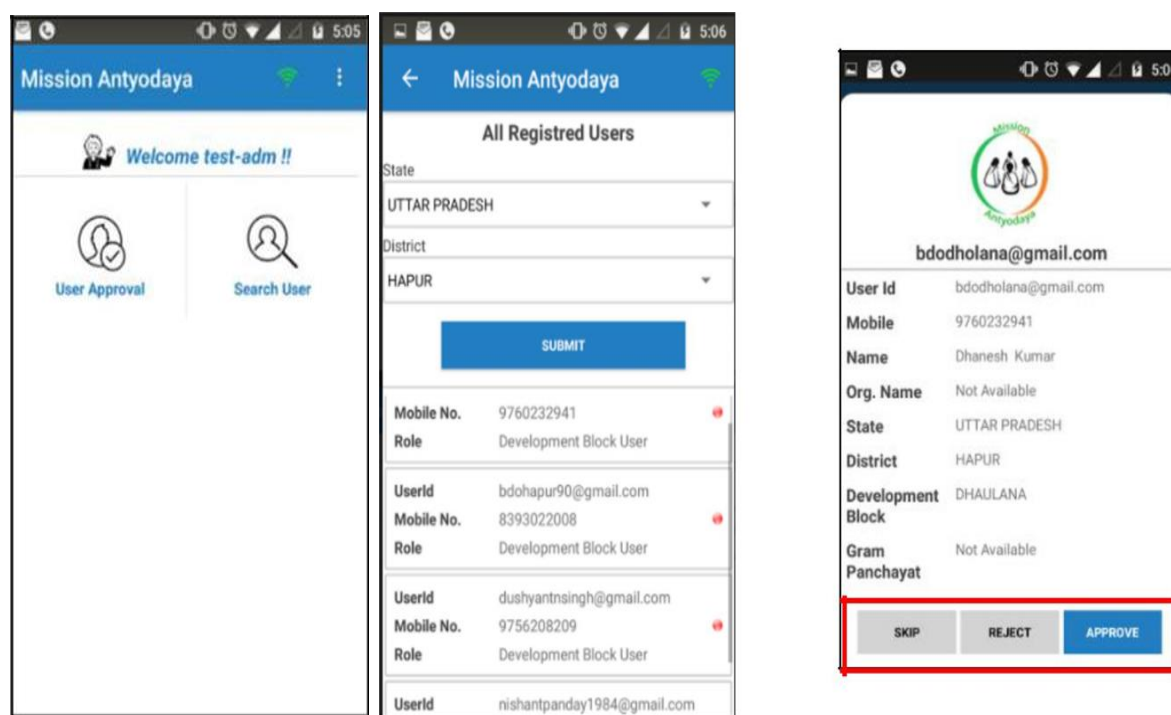 5:05
Mission Antyodaya
Welcome test-adm !!
User Approval
Search User
5:06
Mission Antyodaya
All Registred Users
State
UTTAR PRADESH
District
HAPUR
SUBMIT
Mobile No. 9760232941
Role Development Block User
UserId bdohapur90@gmail.com
Mobile No. 8393022008
Role Development Block User
UserId dushyantnsingh@gmail.com
Mobile No. 9756208209
Role Development Block User
UserId nishantpanday1984@gmail.com
5:0
Mission
Antyodaya
bdodholana@gmail.com
User Id bdodholana@gmail.com
Mobile 9760232941
Name Dhanesh Kumar
Org. Name Not Available
State UTTAR PRADESH
District HAPUR
Development DHAULANA
Block
Gram Not Available
Panchayat
SKIP REJECT APPROVE